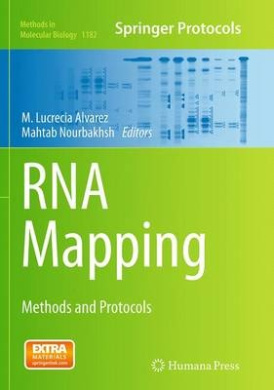 Methods in
Molecular Biology 1182
Springer Protocols
M. Lucrecia Alvarez
Mahtab Nourbakhsh Editors
RNA
Mapping
Methods and Protocols
EXTRA
MATERIALS
springerlink.com
Humana Press